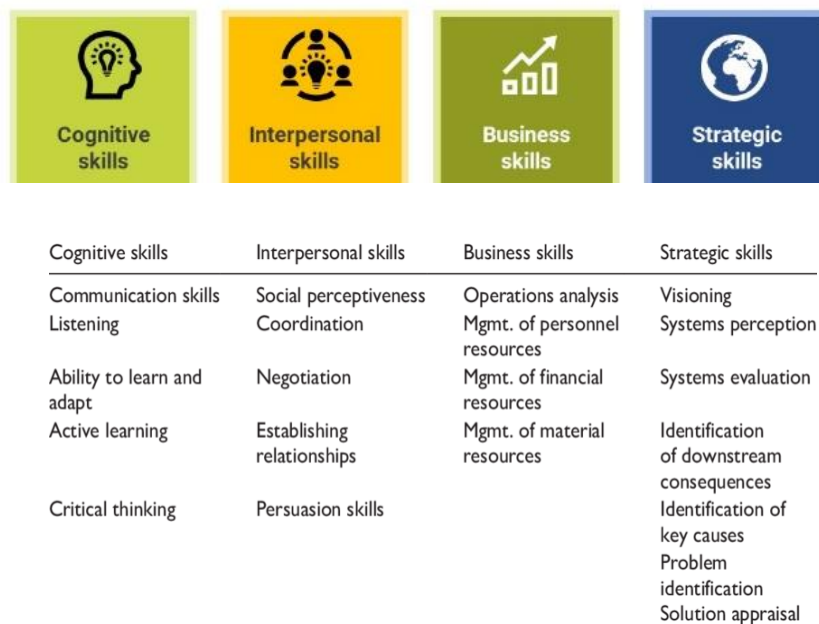 Cognitive
skills
Interpersonal
skills
Business
skills
Strategic
skills
Cognitive skills Interpersonal skills Business skills Strategic skills
Communication skills Social perceptiveness Operations analysis Visioning
Listening Coordination Mgmt. of personnel Systems perception
resources
Ability to learn and Negotiation Mgmt. of financial Systems evaluation
adapt resources
Active learning Establishing Mgmt. of material Identification
relationships resources of downstream
consequences
Critical thinking Persuasion skills Identification of
key causes
Problem
identification
Solution appraisal